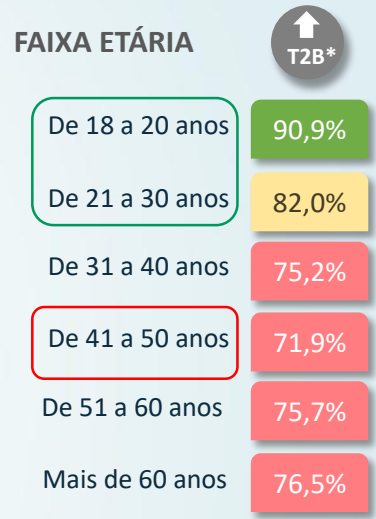 FAIXA ETÁRIA
T2B*
De 18 a 20 anos 90,9%
De 21 a 30 anos 82,0%
De 31 a 40 anos 75,2%
De 41 a 50 anos 71,9%
De 51 a 60 anos 75,7%
Mais de 60 anos 76,5%